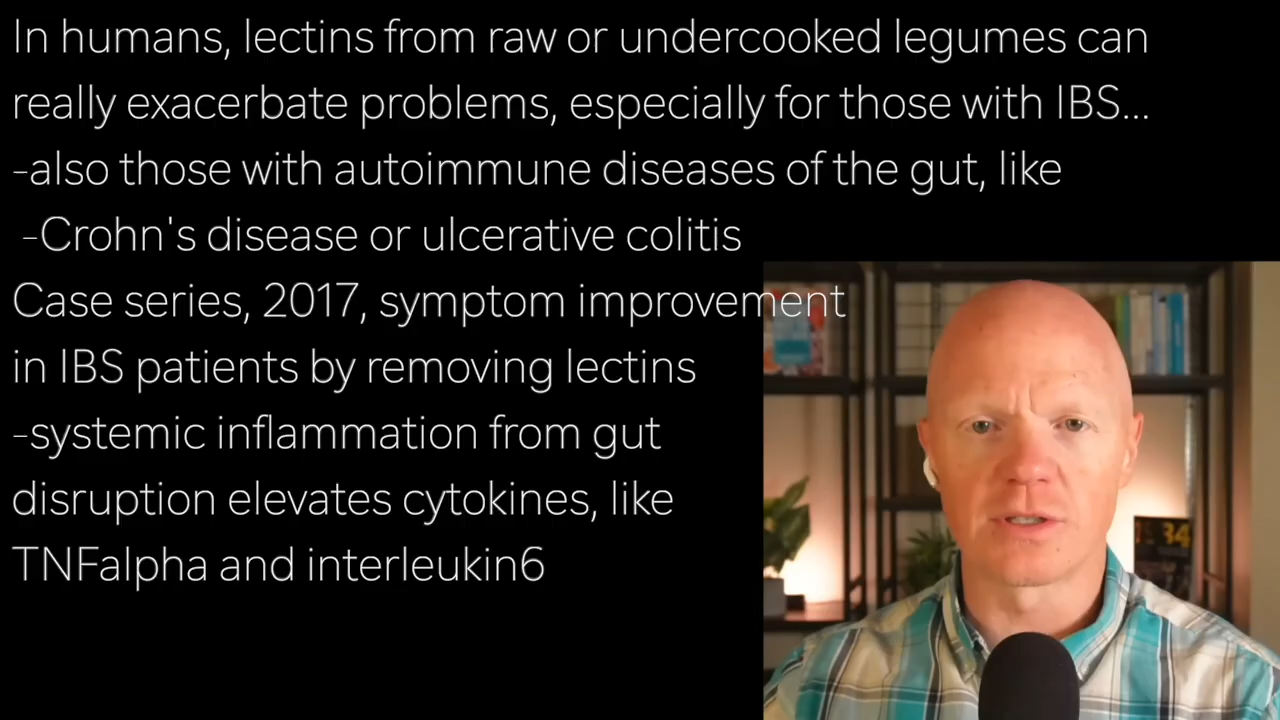 In humans, lectins from raw or undercooked legumes can
really exacerbate problems, especially for those with IBS...
-also those with autoimmune diseases of the gut, like
-Crohn's disease or ulcerative colitis
Case series, 2017, symptom improvement
in IBS patients by removing lectins
-systemic inflammation from gut
disruption elevates cytokines, like
TNFalpha and interleukin6
34